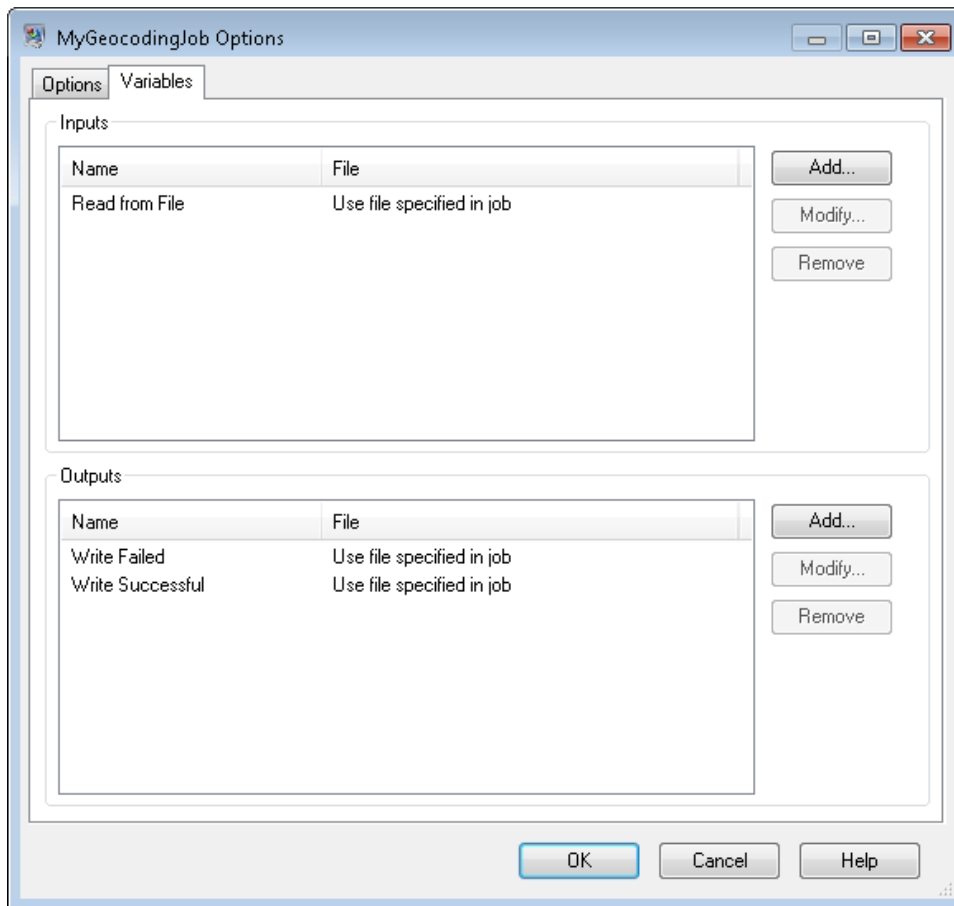 MyGeocodingJob Options
Options Variables
Inputs
Name File Add...
Read from File Use file specified in job
Modify...
Remove
Outputs
Name File Add...
Write Failed Use file specified in job
Modify...
Write Successful Use file specified in job
Remove
OK Cancel Help